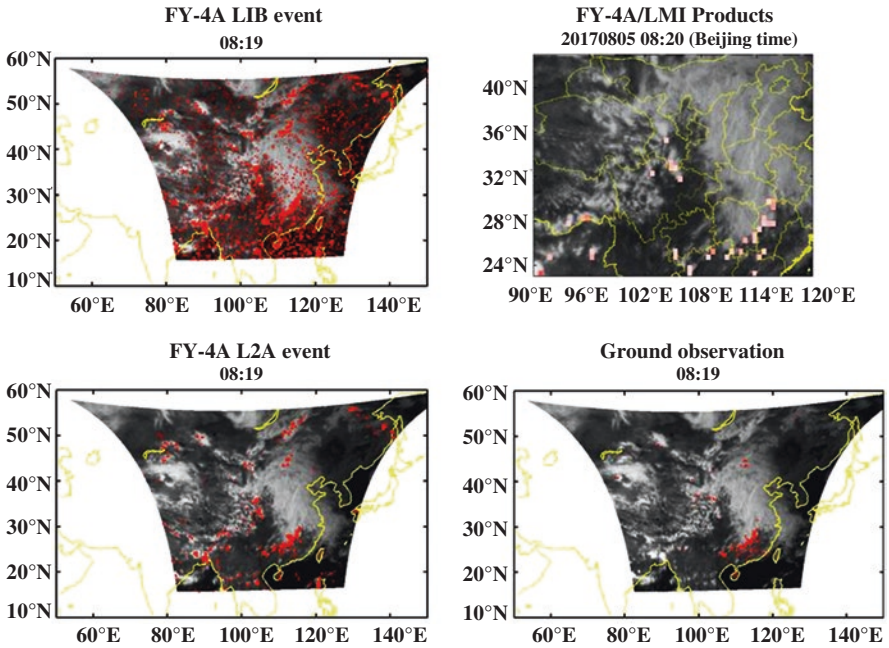 FY-4A LIB event
08:19
60°N
50°N
40°N
30°N
20°N
10°N
60°E 80°E 100°E 120°E 140°E
FY-4A/LMI Products
20170805 08:20 (Beijing time)
40°N
36°N
32°N
28°N
24°N
90°E 96°E 102°E 108°E 114°E 120°E
FY-4A L2A event
08:19
60°N
50°N
40°N
30°N
20°N
10°N
60°E 80°E 100°E 120°E 140°E
Ground observation
08:19
60°N
50°N
40°N
30°N
20°N
10°N
60°E 80°E 100°E 120°E 140°E